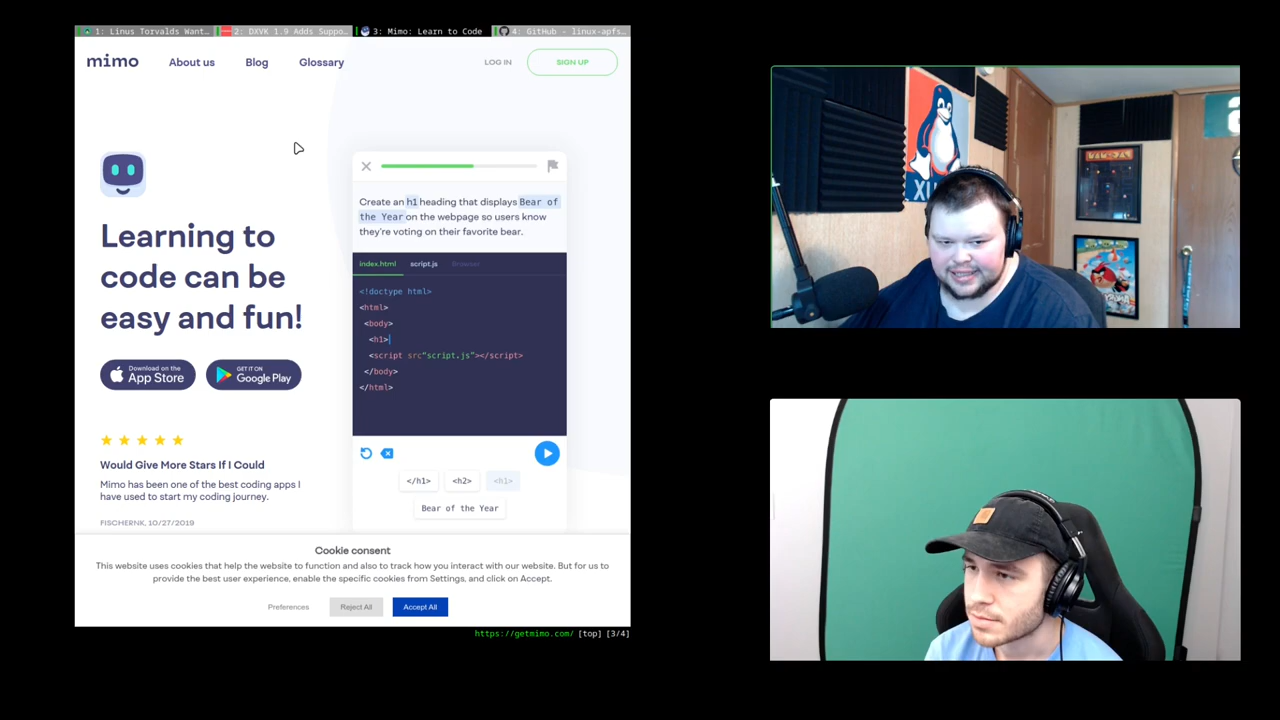 1: Linus Torvalds Want… 2: DXVK 1.9 Adds Suppo… 3: Mimo: Learn to Code 4: GitHub - linux-apfs…
mimo About us Blog Glossary LOG IN SIGN UP
Create an h1 heading that displays Bear of
the Year on the webpage so users know
they're voting on their favorite bear.
Learning to
code can be
easy and fun!
index.html script.js Browser
<!doctype html>
<html>
<body>
<h1>
<script src"script.js"></script>
</body>
</html>
Download on the
App Store
GET IT ON
Google Play
Would Give More Stars If I Could
Mimo has been one of the best coding apps I
have used to start my coding journey.
FISCHERNK, 10/27/2019
</h1> <h2> <h1>
Bear of the Year
Cookie consent
This website uses cookies that help the website to function and also to track how you interact with our website. But for us to
provide the best user experience, enable the specific cookies from Settings, and click on Accept.
Preferences Reject All Accept All
https://getmimo.com/ [top] [3/4]
XU
PAC-MAN